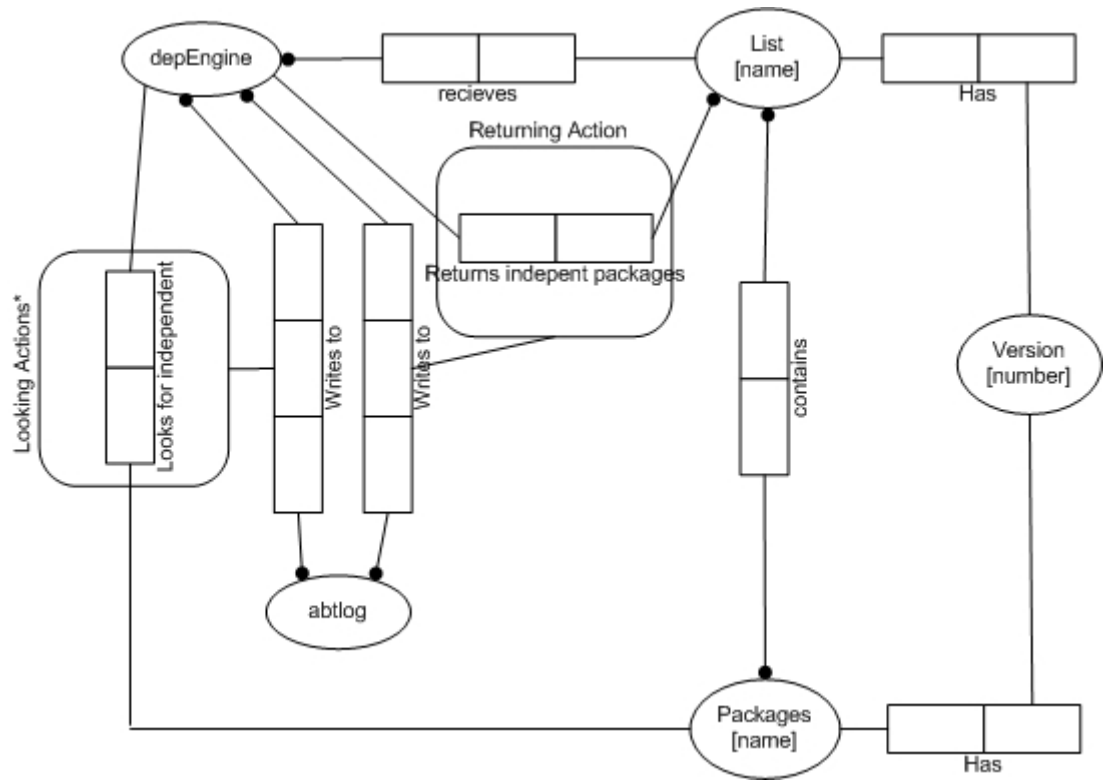 depEngine
recieves
List
[name]
Has
Returning Action
Returns indepent packages
Looking Actions*
Looks for independent
Writes to
Writes to
contains
Version
[number]
abtlog
Packages
[name]
Has